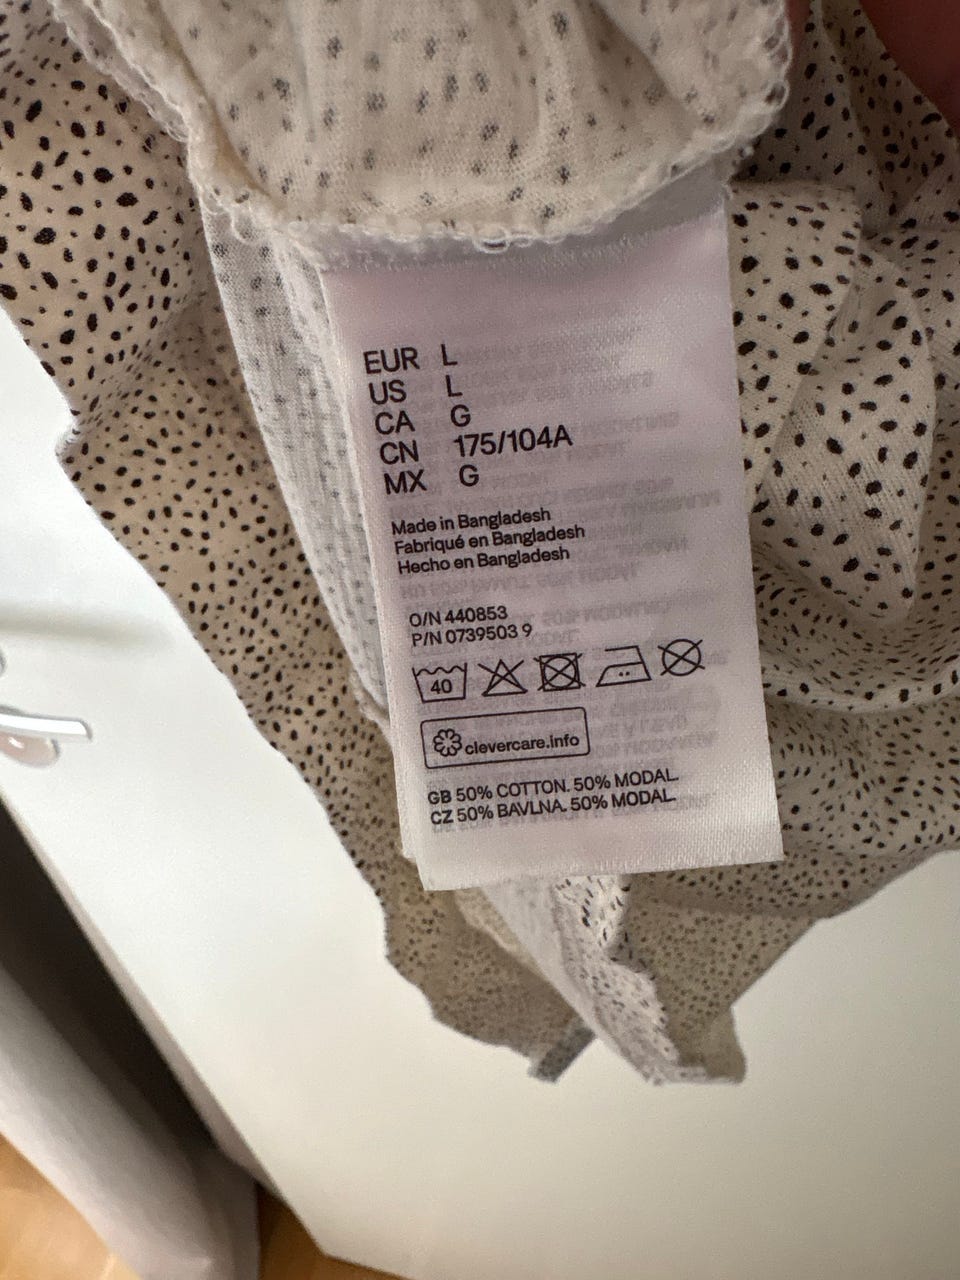 EUR L
US L
CA G
CN 175/104A
MX G
Made in Bangladesh
Fabriqué en Bangladesh
Hecho en Bangladesh
O/N 440853
P/N 0739503 9
40
clevercare.info
GB 50% COTTON. 50% MODAL.
CZ 50% BAVLNA. 50% MODAL.